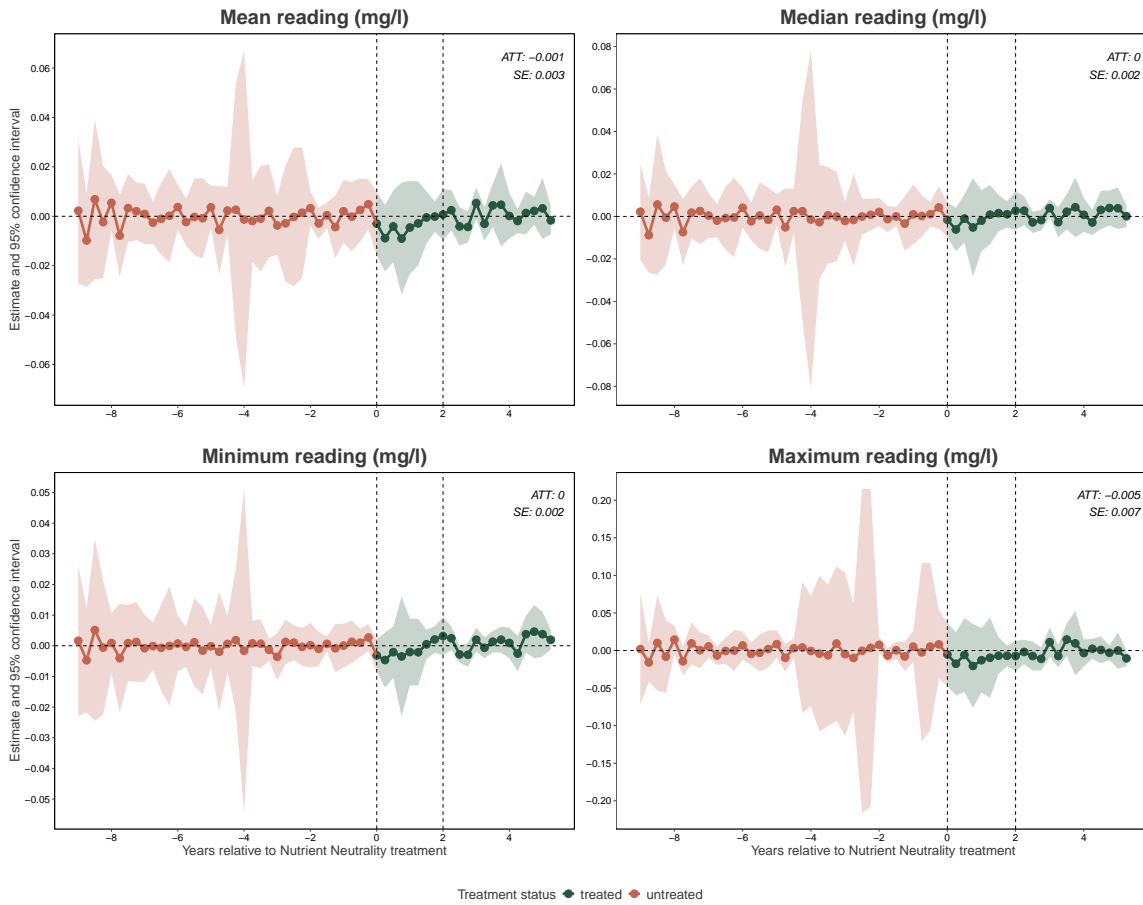 Mean reading (mg/l)
Median reading (mg/l)
ATT: −0.001
SE: 0.003
ATT: 0
SE: 0.002
Estimate and 95% confidence interval
0.06
0.04
0.02
0.00
−0.02
−0.04
−0.06
−8 −6 −4 −2 0 2 4
0.08
0.06
0.04
0.02
0.00
−0.02
−0.04
−0.06
−0.08
−8 −6 −4 −2 0 2 4
Minimum reading (mg/l)
Maximum reading (mg/l)
ATT: 0
SE: 0.002
ATT: −0.005
SE: 0.007
Estimate and 95% confidence interval
0.05
0.04
0.03
0.02
0.01
0.00
−0.01
−0.02
−0.03
−0.04
−0.05
−8 −6 −4 −2 0 2 4
Years relative to Nutrient Neutrality treatment
0.20
0.15
0.10
0.05
0.00
−0.05
−0.10
−0.15
−0.20
−8 −6 −4 −2 0 2 4
Years relative to Nutrient Neutrality treatment
Treatment status treated untreated